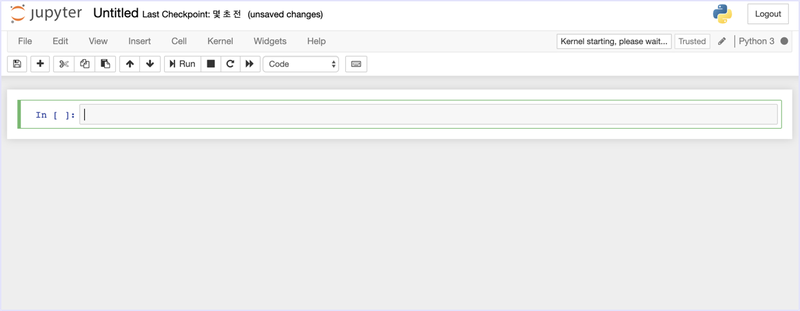 jupyter Untitled Last Checkpoint: 몇 초 전 (unsaved changes) Logout
File Edit View Insert Cell Kernel Widgets Help Kernel starting, please wait... Trusted Python 3
Run Code
In [ ]: